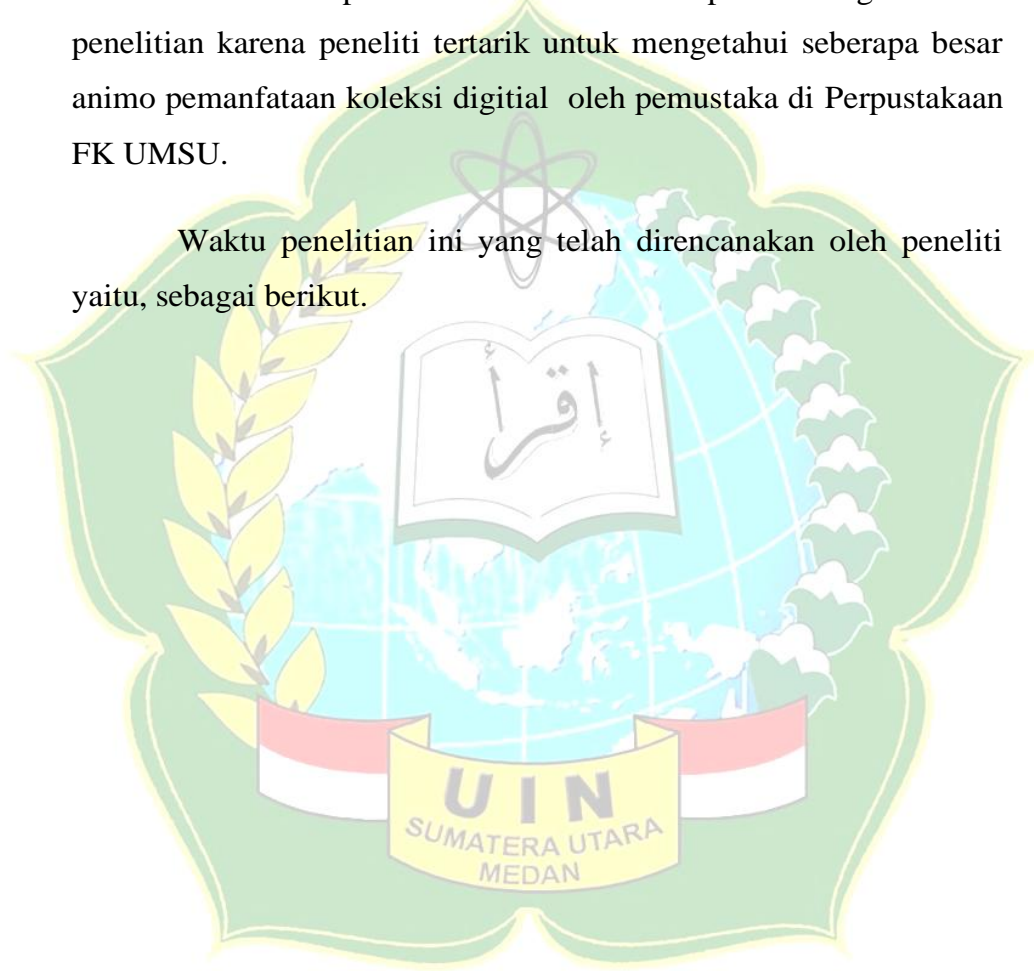 penelitian karena peneliti tertarik untuk mengetahui seberapa besar
animo pemanfataan koleksi digitial oleh pemustaka di Perpustakaan
FK UMSU.
Waktu penelitian ini yang telah direncanakan oleh peneliti
yaitu, sebagai berikut.
إقرأ
UIN
SUMATERA UTARA
MEDAN